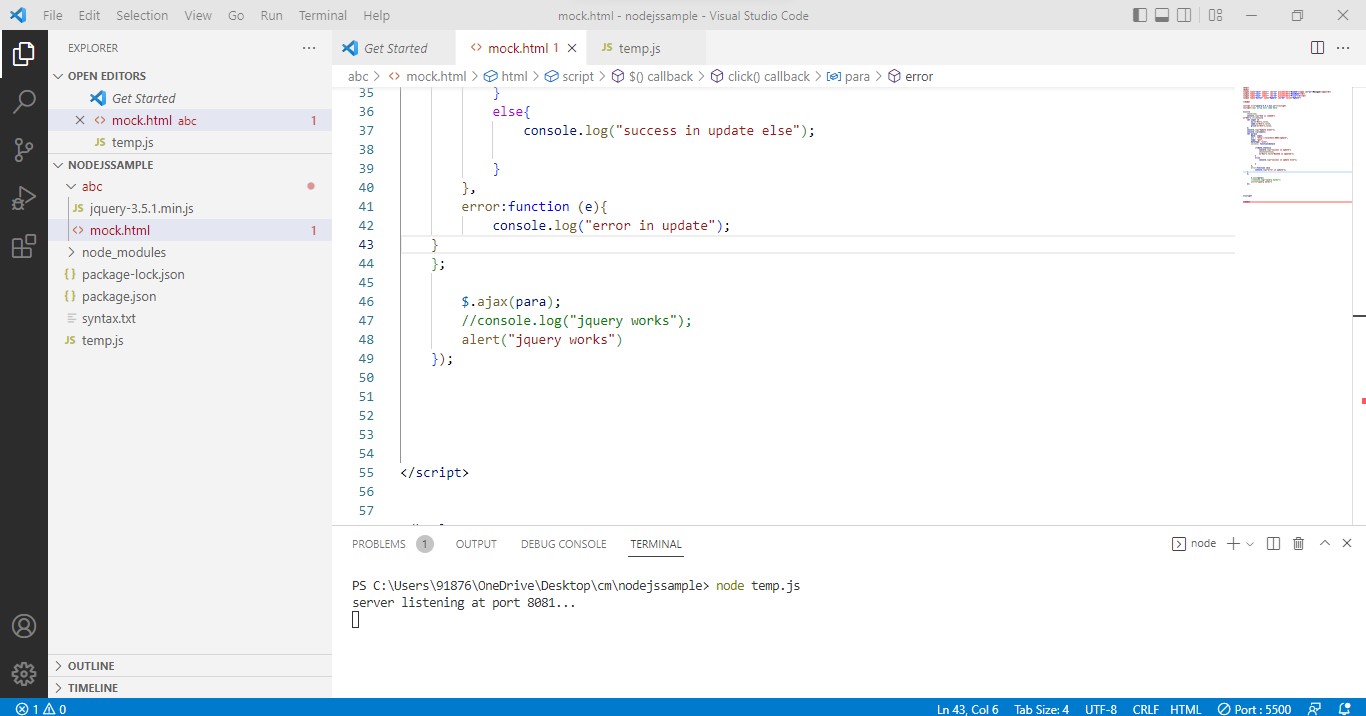 File Edit Selection View Go Run Terminal Help mock.html - nodejssample - Visual Studio Code
EXPLORER
OPEN EDITORS
Get Started
mock.html abc 1
temp.js
NODEJSSAMPLE
abc
JS jquery-3.5.1.min.js
<> mock.html 1
node_modules
{} package-lock.json
{} package.json
syntax.txt
JS temp.js
OUTLINE
TIMELINE
Get Started <> mock.html 1 JS temp.js
abc > <> mock.html > html > script > $() callback > click() callback > para > error
35 }
36 else{
37 console.log("success in update else");
38
39 }
40 },
41 error:function (e){
42 console.log("error in update");
43 }
44 };
45
46 $.ajax(para);
47 //console.log("jquery works");
48 alert("jquery works")
49 });
50
51
52
53
54
55 </script>
56
57
PROBLEMS 1 OUTPUT DEBUG CONSOLE TERMINAL node
PS C:\Users\91876\OneDrive\Desktop\cm\nodejssample> node temp.js
server listening at port 8081...
1 0 Ln 43, Col 6 Tab Size: 4 UTF-8 CRLF HTML Port : 5500